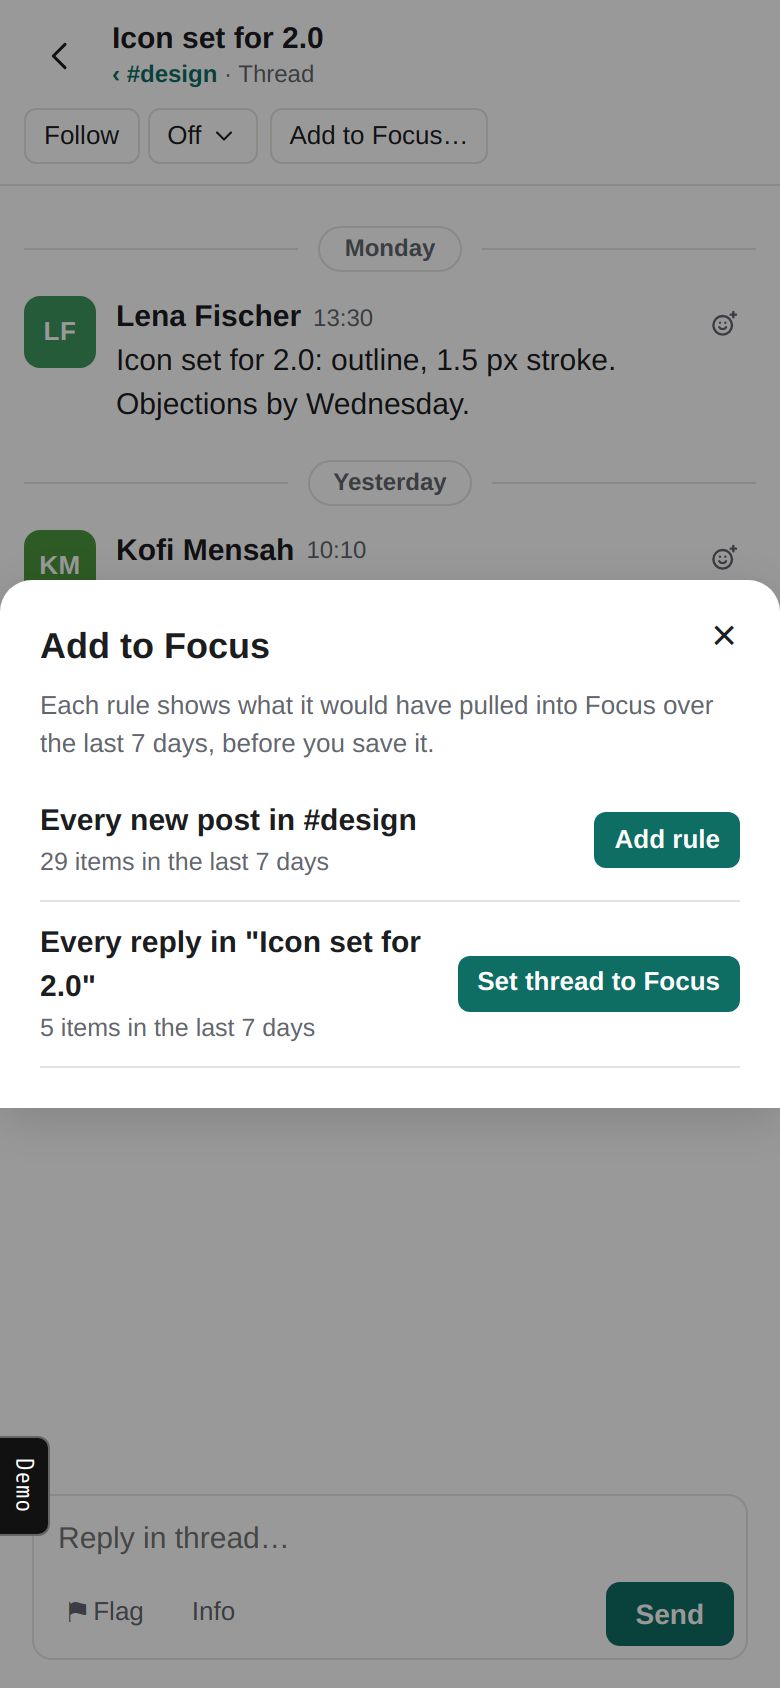 Icon set for 2.0
‹ #design · Thread
Follow
Off
Add to Focus…
Monday
LF
Lena Fischer 13:30
Icon set for 2.0: outline, 1.5 px stroke.
Objections by Wednesday.
Yesterday
KM
Kofi Mensah 10:10
Add to Focus
Each rule shows what it would have pulled into Focus over
the last 7 days, before you save it.
Every new post in #design
29 items in the last 7 days
Add rule
Every reply in "Icon set for
2.0"
5 items in the last 7 days
Set thread to Focus
Demo
Reply in thread…
Flag
Info
Send